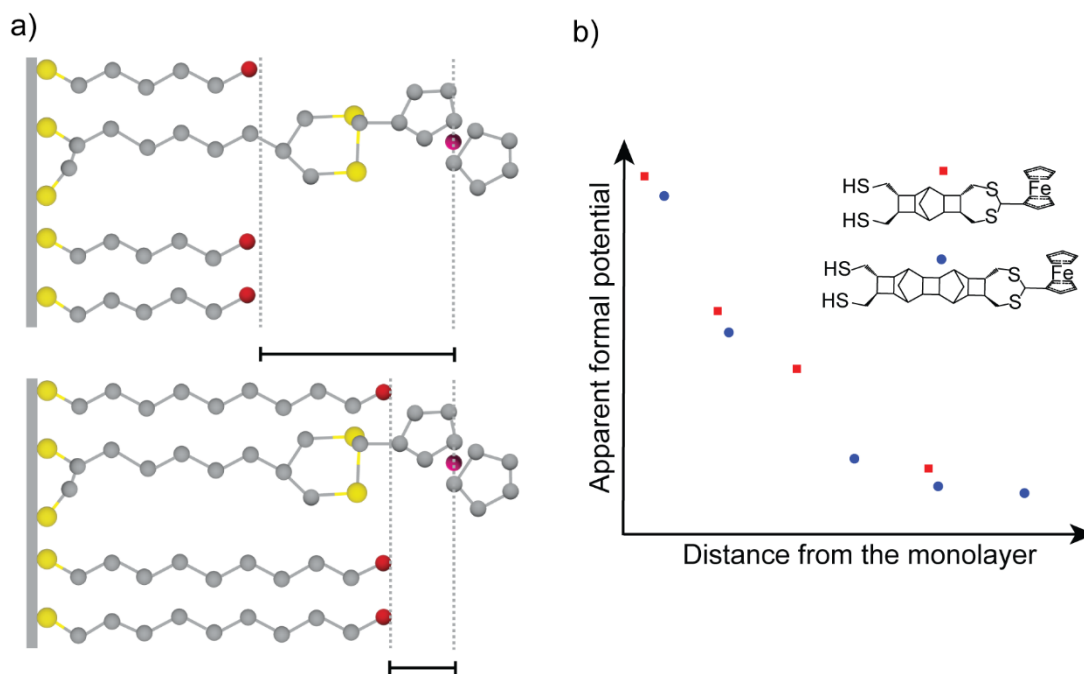 a)
b)
Apparent formal potential
Distance from the monolayer
HS
HS
S
S
Fe
HS
HS
S
S
Fe